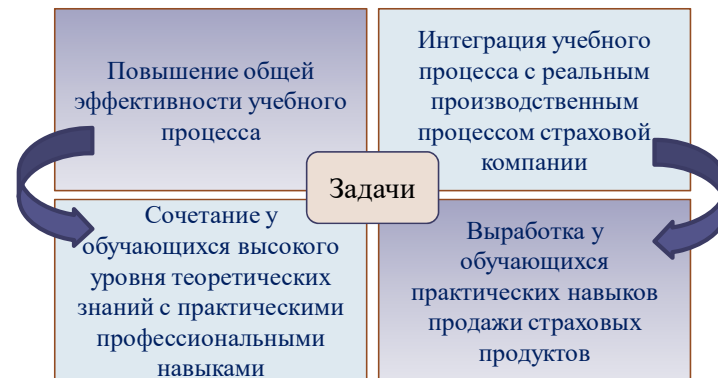 Повышение общей
эффективности учебного
процесса
Интеграция учебного
процесса с реальным
производственным
процессом страховой
компании
Задачи
Сочетание у
обучающихся высокого
уровня теоретических
знаний с практическими
профессиональными
навыками
Выработка у
обучающихся
практических навыков
продажи страховых
продуктов